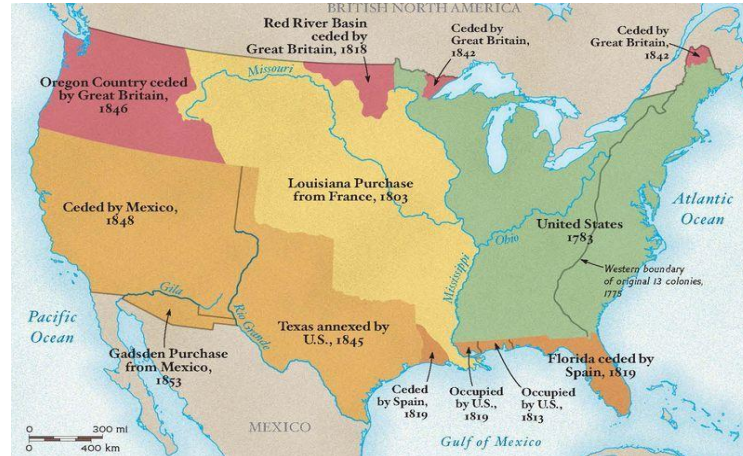 BRITISH NORTH AMERICA
Red River Basin
ceded by
Great Britain, 1818
Ceded by
Great Britain,
1842
Ceded by
Great Britain,
1842
Missouri
Oregon Country ceded
by Great Britain,
1846
Louisiana Purchase
from France, 1803
Ceded by Mexico,
1848
Atlantic
Ocean
United States
1783
Ohio
Mississippi
Western boundary
of original 13 colonies,
1775
Gila
Rio Grande
Pacific
Ocean
Texas annexed by
U.S., 1845
Gadsden Purchase
from Mexico,
1853
Florida ceded by
Spain, 1819
Ceded
by Spain,
1819
Occupied
by U.S.,
1819
Occupied
by U.S.,
1813
MEXICO
Gulf of Mexico
0 300 mi
0 400 km